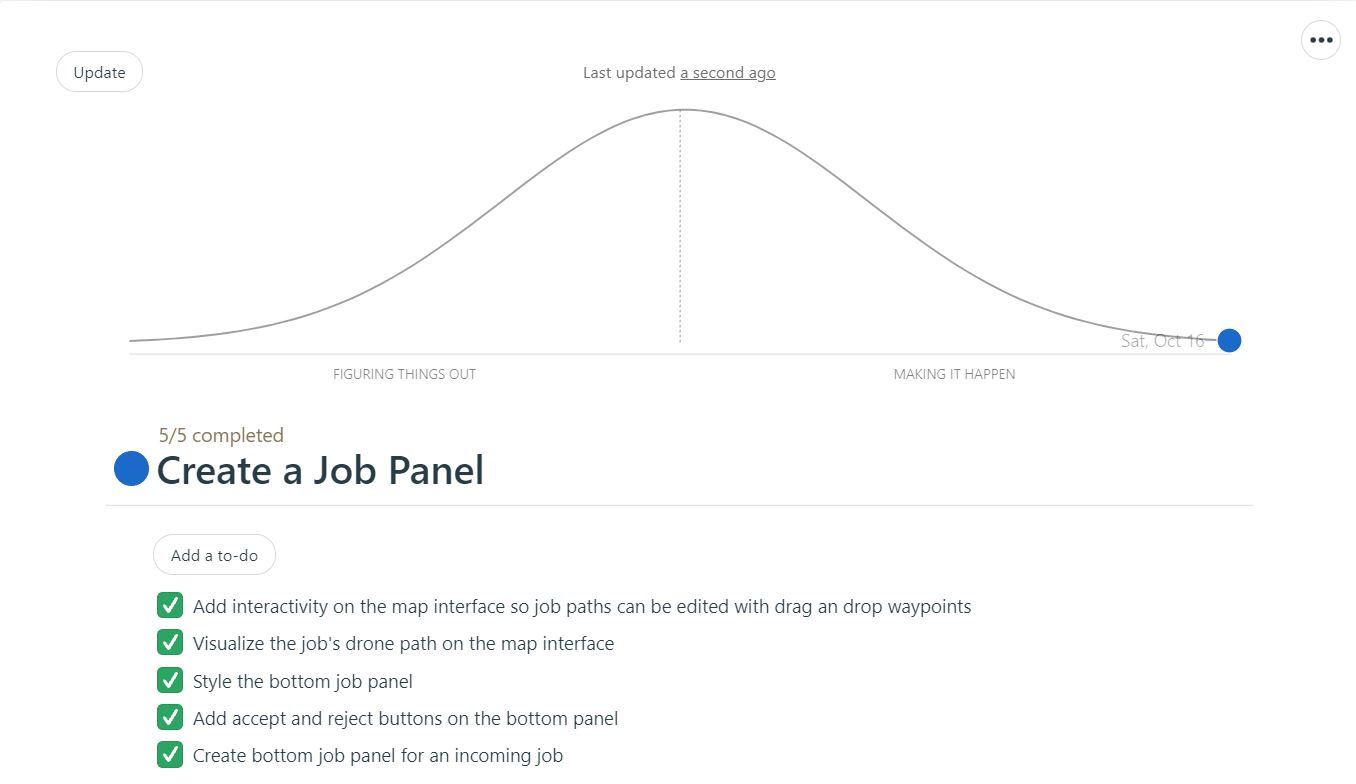 Update
Last updated a second ago
Sat, Oct 16
FIGURING THINGS OUT
MAKING IT HAPPEN
5/5 completed
Create a Job Panel
Add a to-do
Add interactivity on the map interface so job paths can be edited with drag an drop waypoints
Visualize the job's drone path on the map interface
Style the bottom job panel
Add accept and reject buttons on the bottom panel
Create bottom job panel for an incoming job